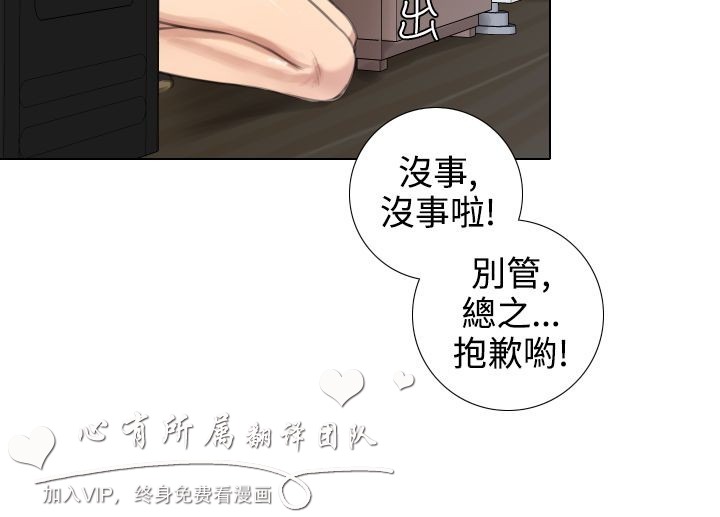 出
沒事,
沒事啦!
別管,
總之...
抱歉喲!
心有所属翻译团队
加入VIP，终身免费看漫画